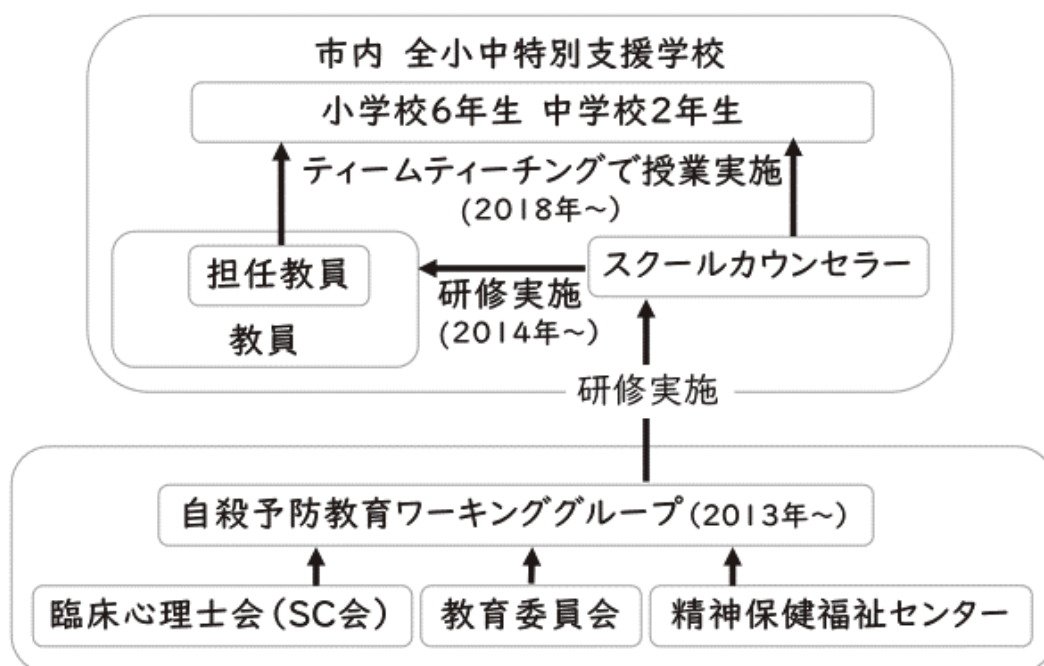 市内 全小中特別支援学校
小学校6年生 中学校2年生
ティームティーチングで授業実施
(2018年～)
担任教員
教員
スクールカウンセラー
研修実施
(2014年～)
研修実施
自殺予防教育ワーキンググループ(2013年～)
臨床心理士会(SC会)
教育委員会
精神保健福祉センター